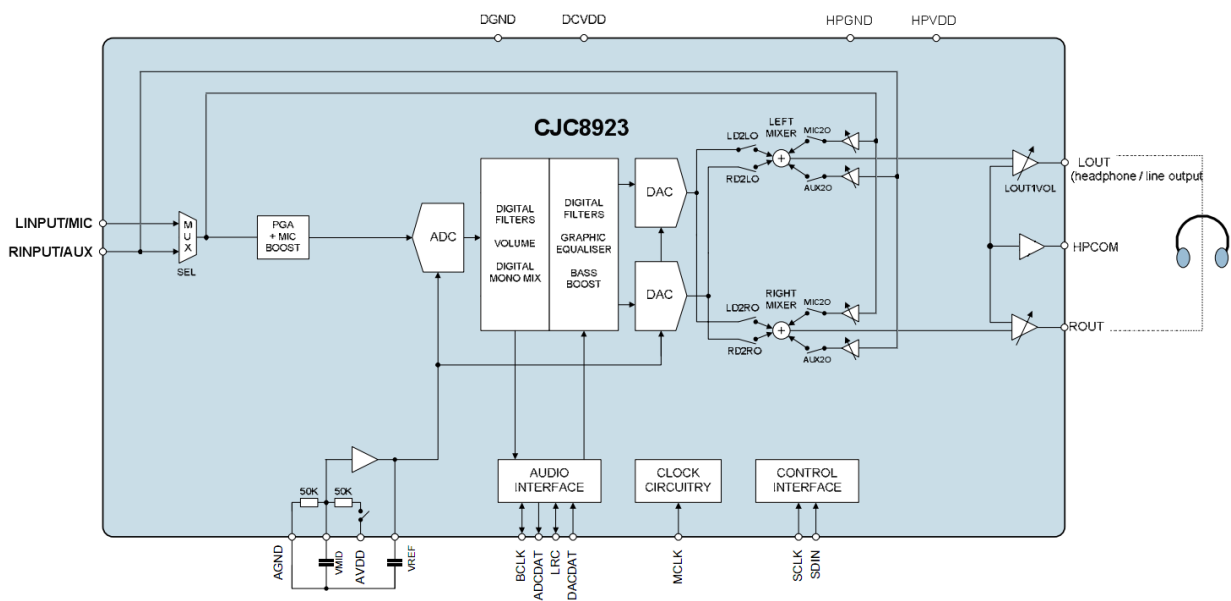 DGND
DCVDD
HPGND
HPVDD
CJC8923
LINPUT/MIC
RINPUT/AUX
M
U
X
SEL
PGA
+ MIC
BOOST
ADC
DIGITAL
FILTERS
VOLUME
DIGITAL
MONO MIX
DIGITAL
FILTERS
GRAPHIC
EQUALISER
BASS
BOOST
DAC
DAC
LD2LO
RD2LO
LEFT
MIXER
MIC2O
AUX2O
LD2RO
RD2RO
RIGHT
MIXER
MIC2O
AUX2O
LOUT1VOL
LOUT
(headphone / line output
HPCOM
ROUT
50K
50K
AUDIO
INTERFACE
CLOCK
CIRCUITRY
CONTROL
INTERFACE
AGND
VMID
AVDD
VREF
BCLK
ADCDAT
LRC
DACDAT
MCLK
SCLK
SDIN